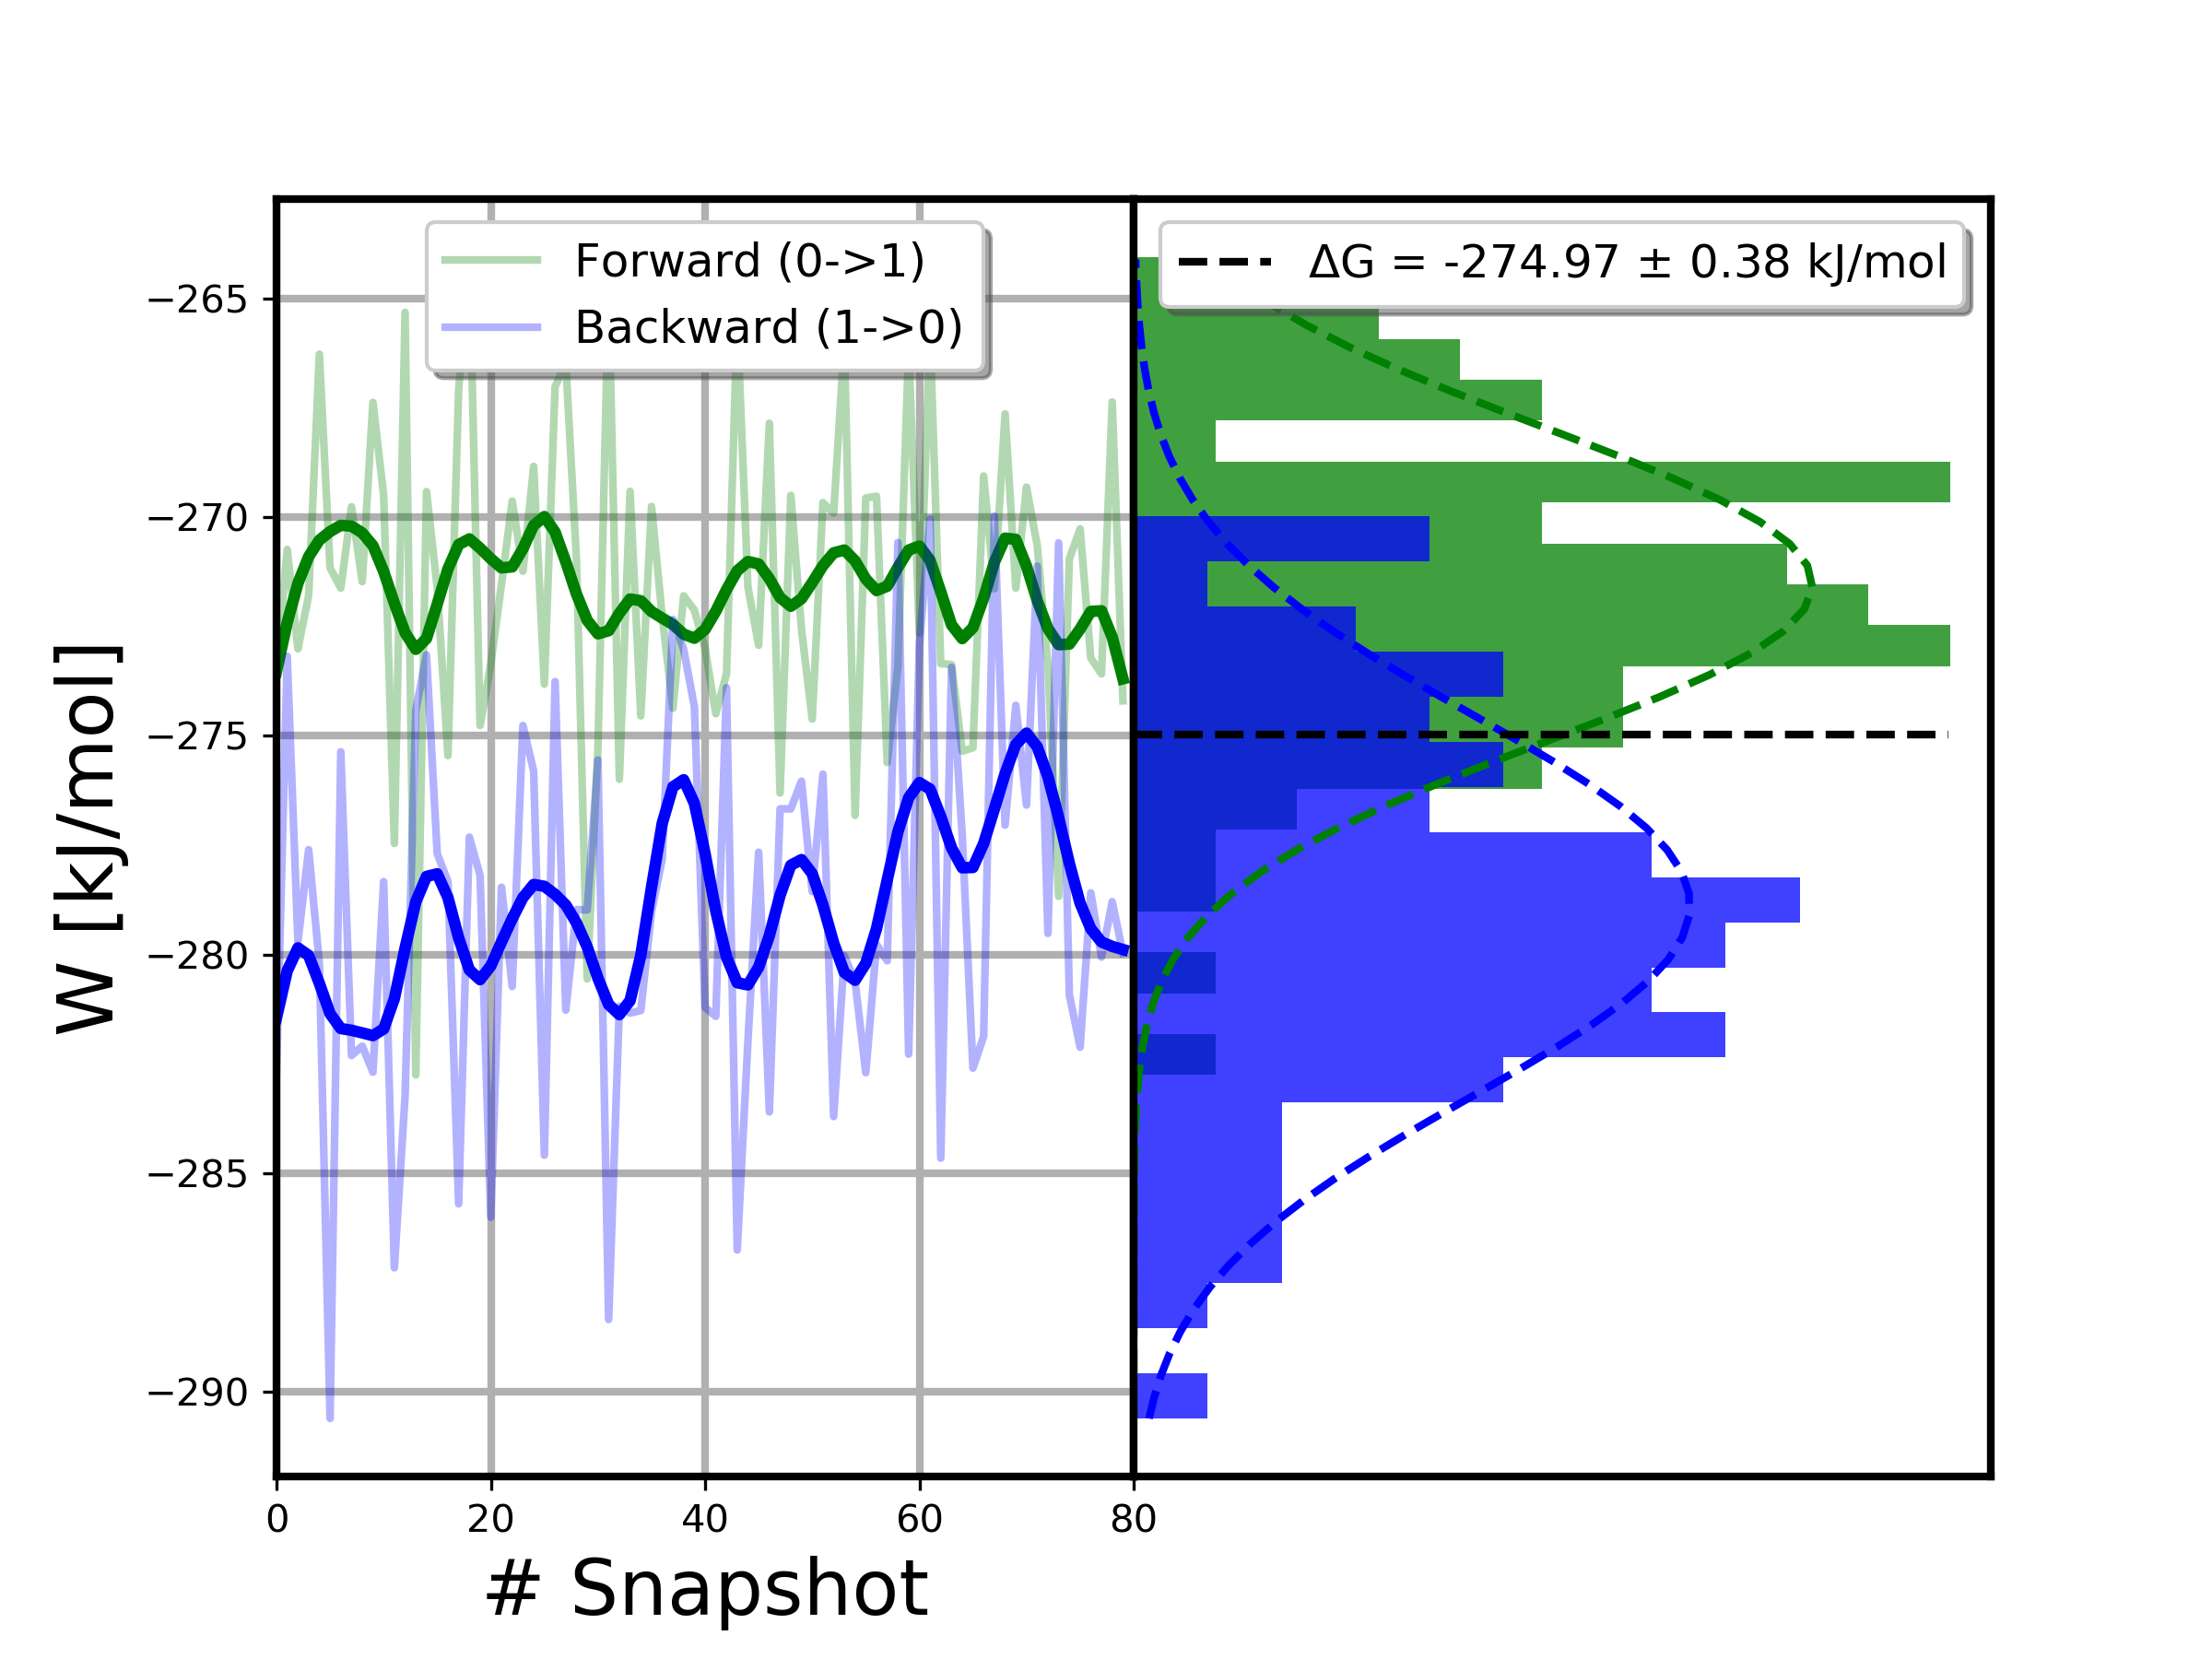 Forward (0->1)
Backward (1->0)
ΔG = -274.97 ± 0.38 kJ/mol
W [kJ/mol]
−265
−270
−275
−280
−285
−290
0 20 40 60 80
# Snapshot